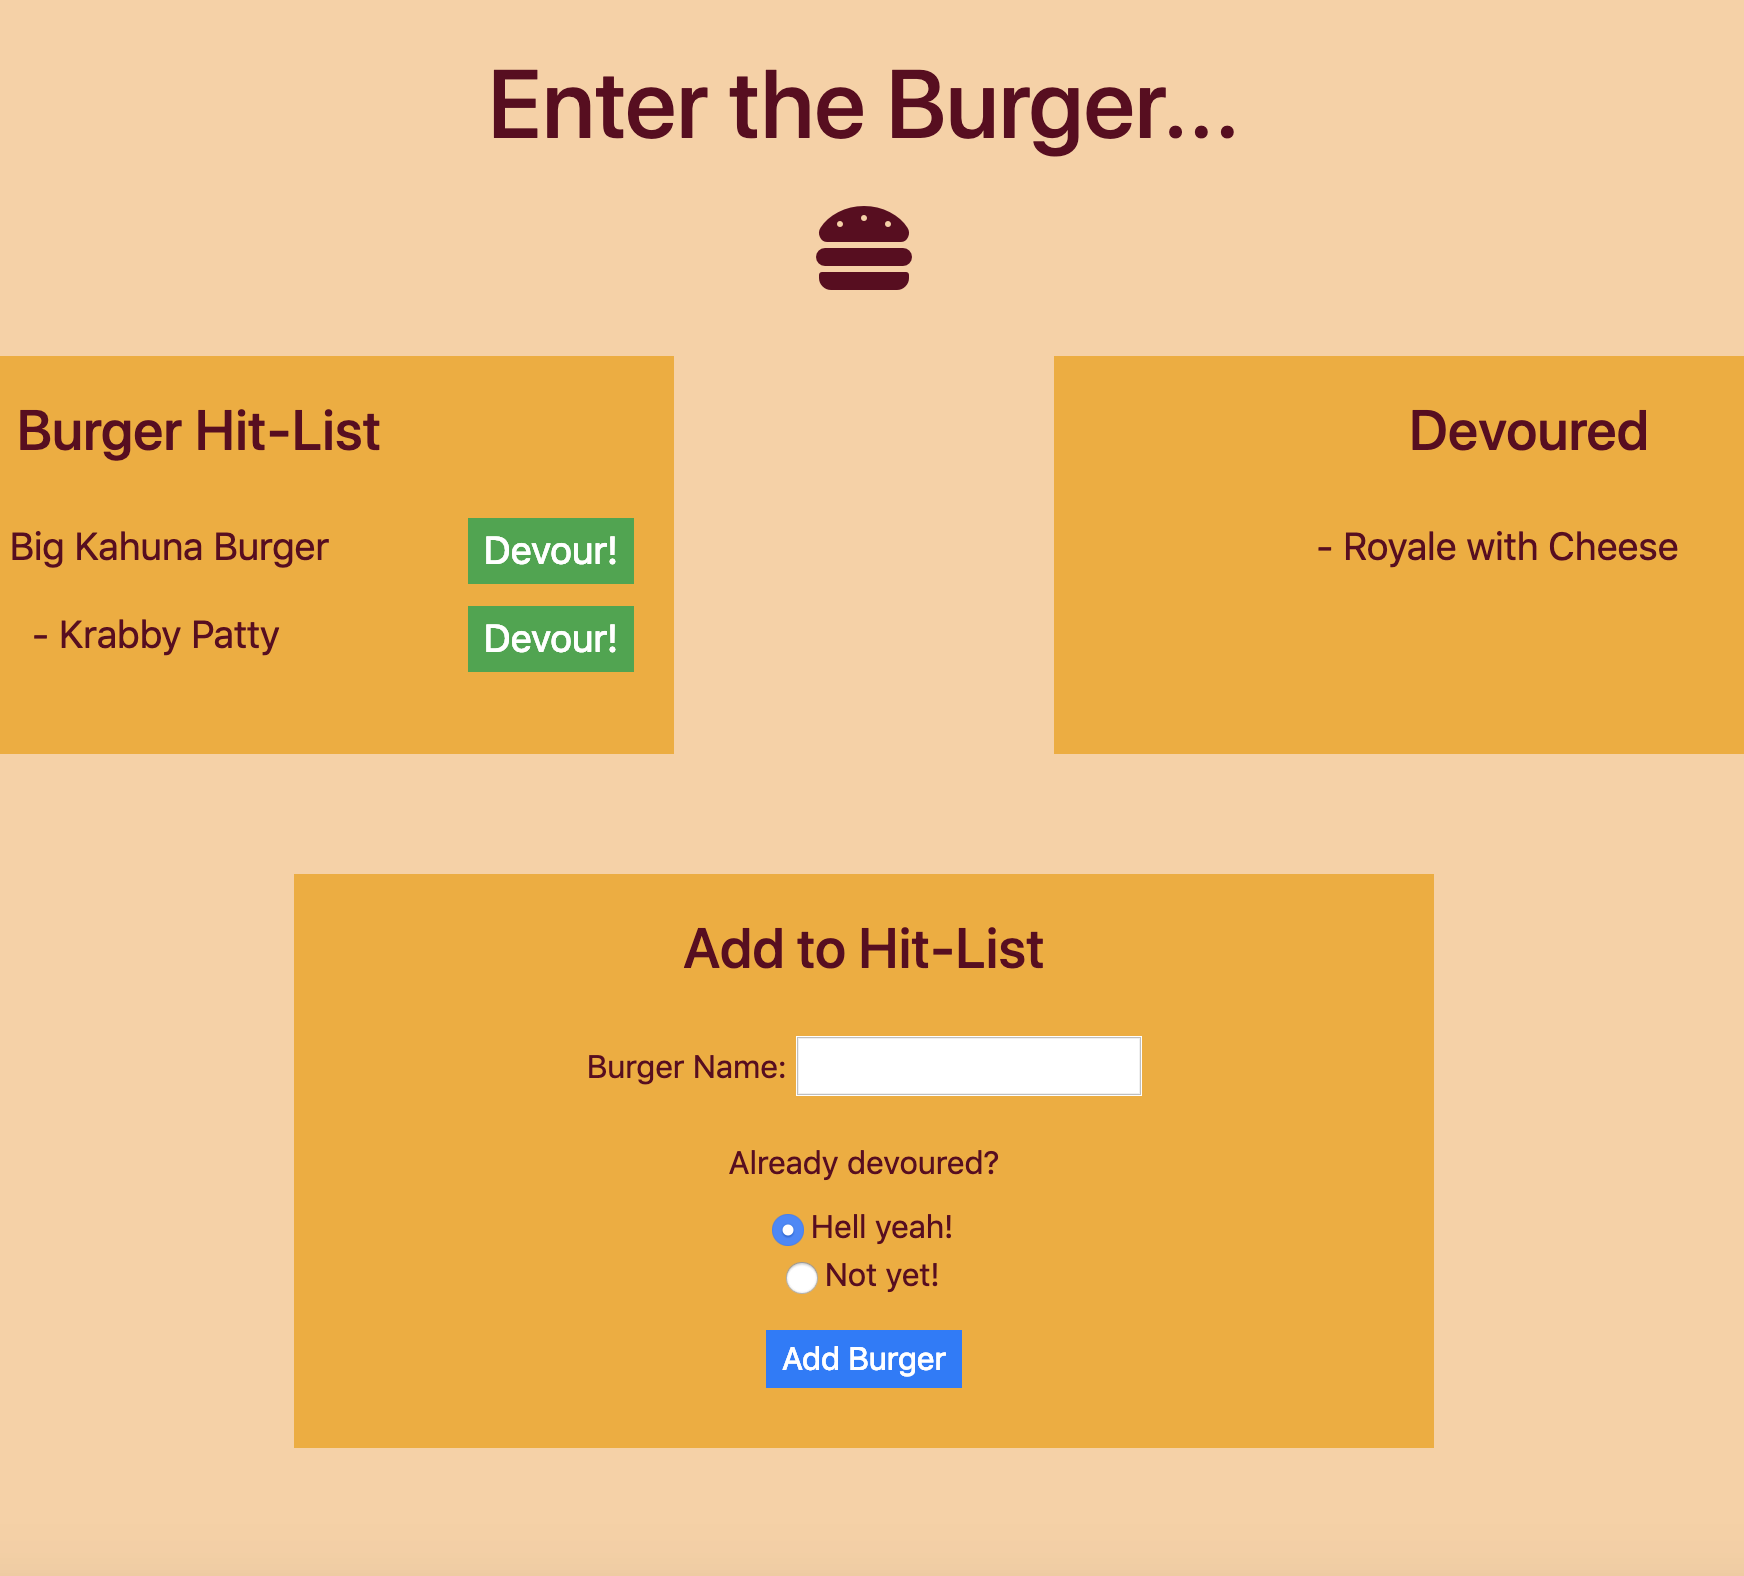 Enter the Burger...
Burger Hit-List
Big Kahuna Burger
Devour!
- Krabby Patty
Devour!
Devoured
- Royale with Cheese
Add to Hit-List
Burger Name:
Already devoured?
Hell yeah!
Not yet!
Add Burger